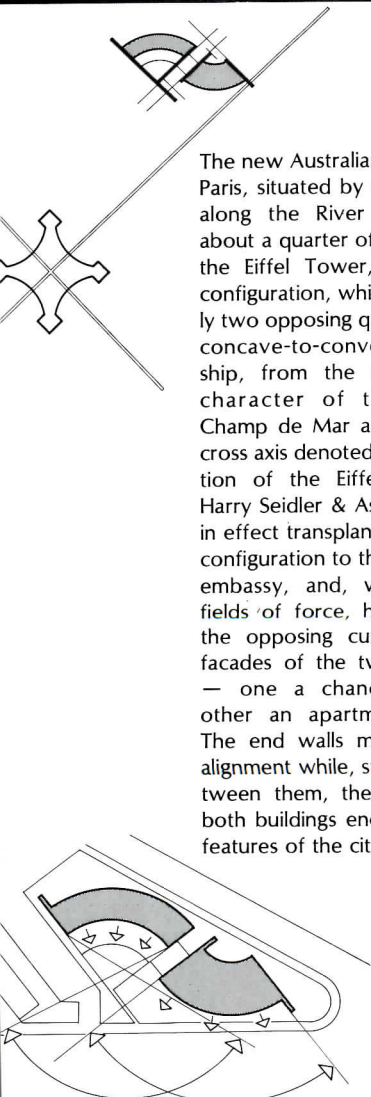 The new Australia
Paris, situated by
along the River
about a quarter of
the Eiffel Tower,
configuration, whi
ly two opposing q
concave-to-conv
ship, from the
character of t
Champ de Mar a
cross axis denoted
tion of the Eiffe
Harry Seidler & As
in effect transplan
configuration to th
embassy, and, v
fields of force, h
the opposing cu
facades of the tv
— one a chanc
other an apartm
The end walls m
alignment while, s
tween them, the
both buildings end
features of the cit